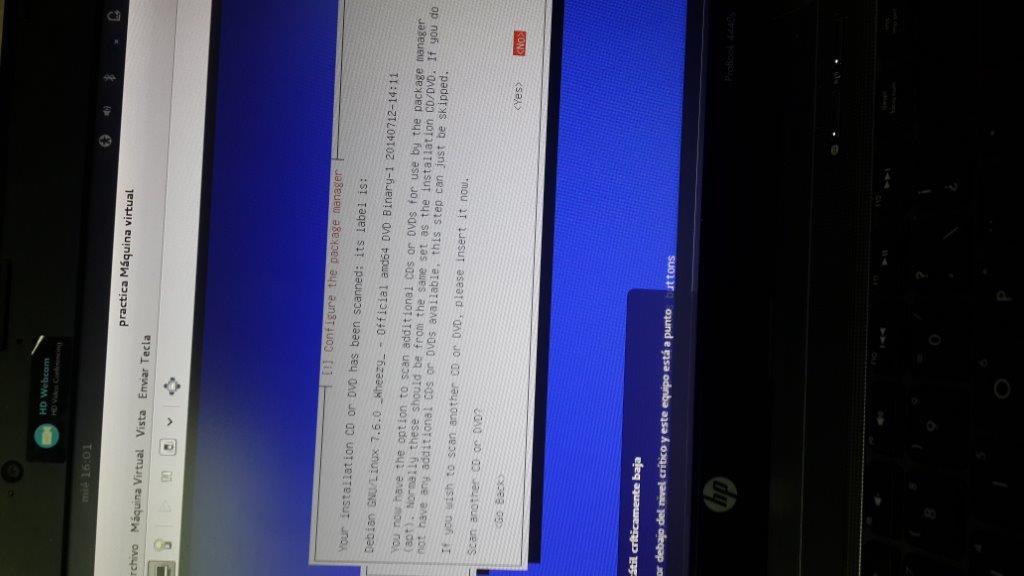 HD Webcam
HD Video Conferencing
mié 16:01
practica Máquina virtual
rchivo Máquina Virtual Vista Enviar Tecla
[!] Configure the package manager
Your installation CD or DVD has been scanned; its label is:
Debian GNU/Linux 7.6.0 _Wheezy_ - Official amd64 DVD Binary-1 20140712-14:11
You now have the option to scan additional CDs or DVDs for use by the package manager
(apt). Normally these should be from the same set as the installation CD/DVD. If you do
not have any additional CDs or DVDs available, this step can just be skipped.
If you wish to scan another CD or DVD, please insert it now.
Scan another CD or DVD?
<Go Back> <Yes> <No>
átil críticamente baja
or debajo del nivel crítico y este equipo está a punto
buttons
hp
ProBook 4440s